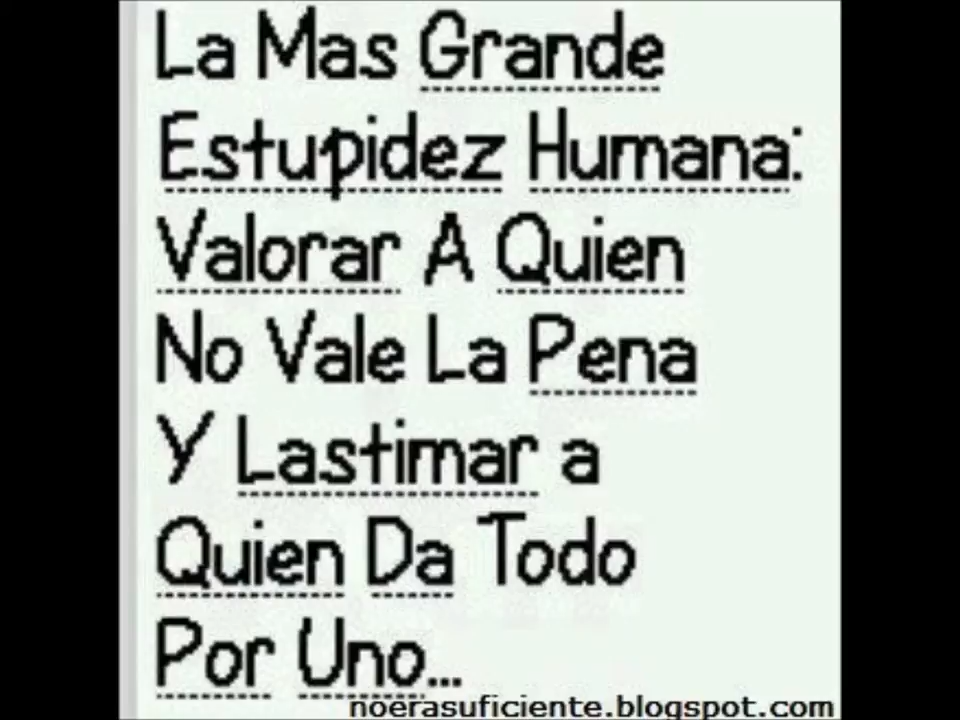 La Mas Grande
Estupidez Humana:
Valorar A Quien
No Vale La Pena
Y Lastimar a
Quien Da Todo
Por Uno...
noerasuficiente.blogspot.com